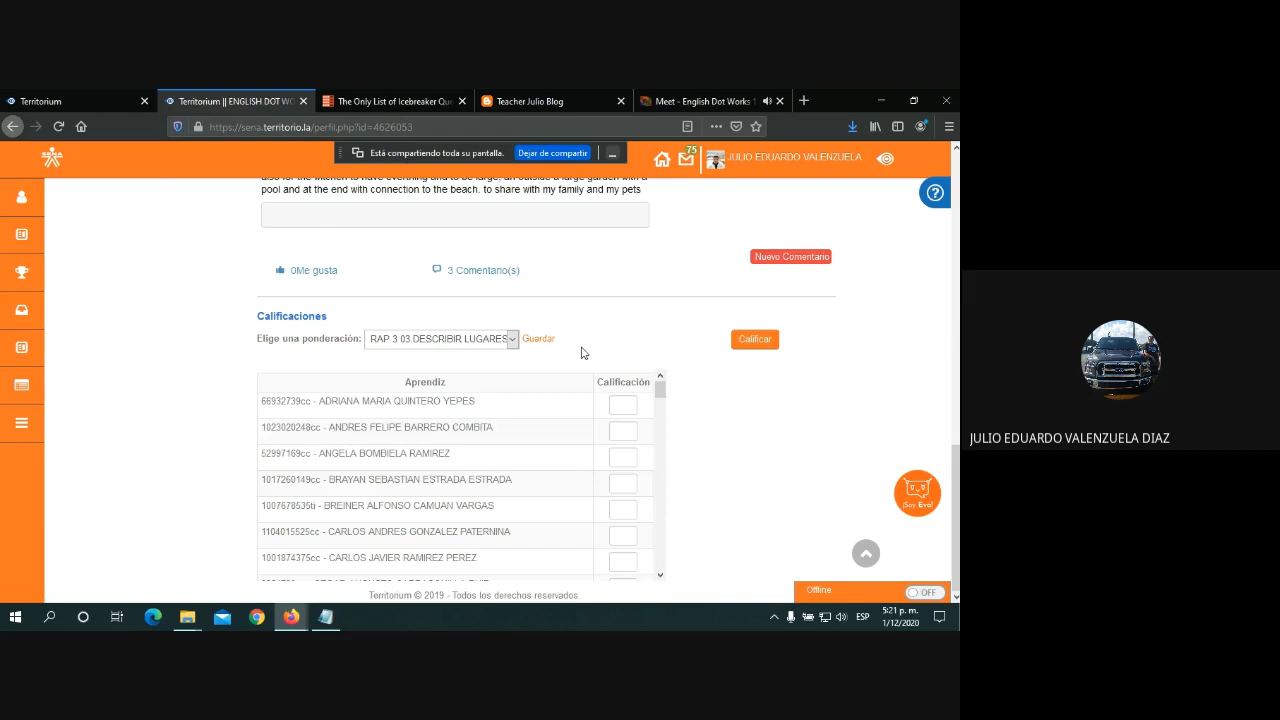 Territorium
Territorium || ENGLISH DOT WO
The Only List of Icebreaker Que
Teacher Julio Blog
Meet - English Dot Works 1
https://sena.territorio.la/perfil.php?id=4626053
Está compartiendo toda su pantalla.
Dejar de compartir
75
JULIO EDUARDO VALENZUELA
pool and at the end with connection to the beach. to share with my family and my pets
Nuevo Comentario
0Me gusta
3 Comentario(s)
Calificaciones
Elige una ponderación:
RAP 3 03.DESCRIBIR LUGARES
Guardar
Calificar
Aprendiz
Calificación
66932739cc - ADRIANA MARIA QUINTERO YEPES
1023020248cc - ANDRES FELIPE BARRERO COMBITA
52997169cc - ANGELA BOMBIELA RAMIREZ
1017260149cc - BRAYAN SEBASTIAN ESTRADA ESTRADA
1007678535ti - BREINER ALFONSO CAMUAN VARGAS
1104015525cc - CARLOS ANDRES GONZALEZ PATERNINA
1001874375cc - CARLOS JAVIER RAMIREZ PEREZ
¡Soy Eva!
Territorium © 2019 - Todos los derechos reservados.
Offline
OFF
ESP
5:21 p. m.
1/12/2020
JULIO EDUARDO VALENZUELA DIAZ